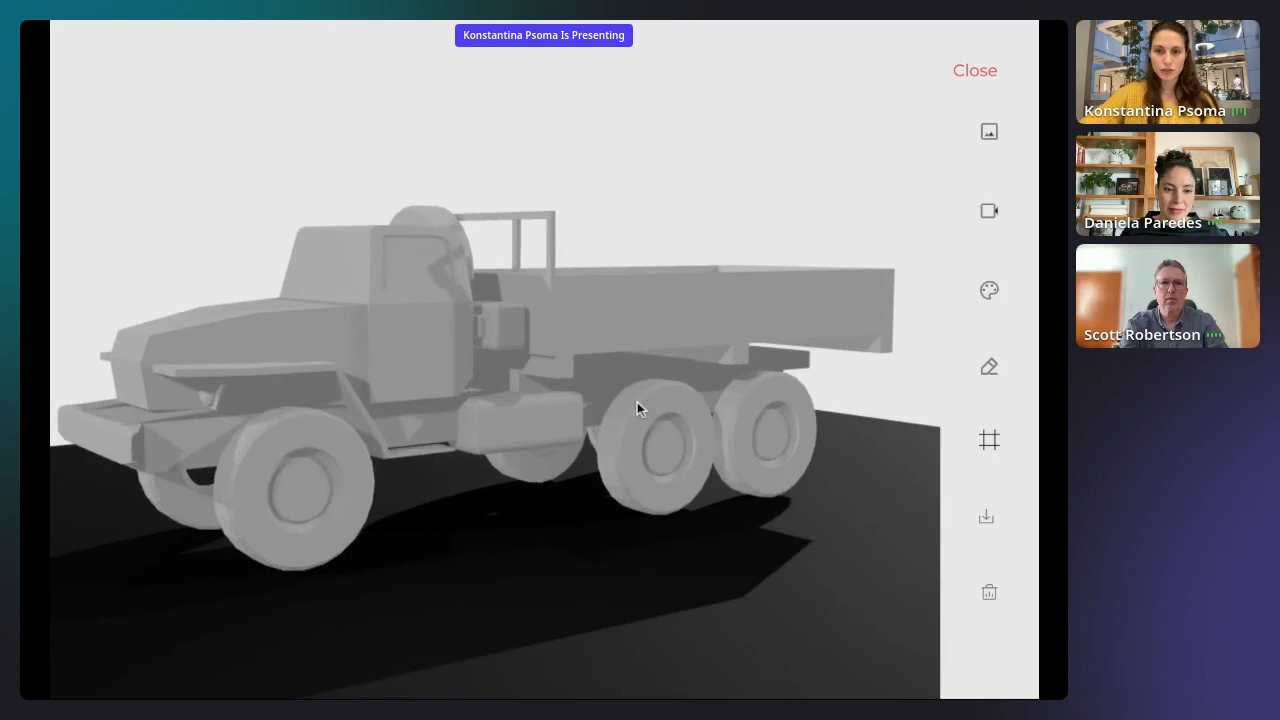 Konstantina Psoma Is Presenting
Close
Konstantina Psoma
Daniela Paredes
Scott Robertson